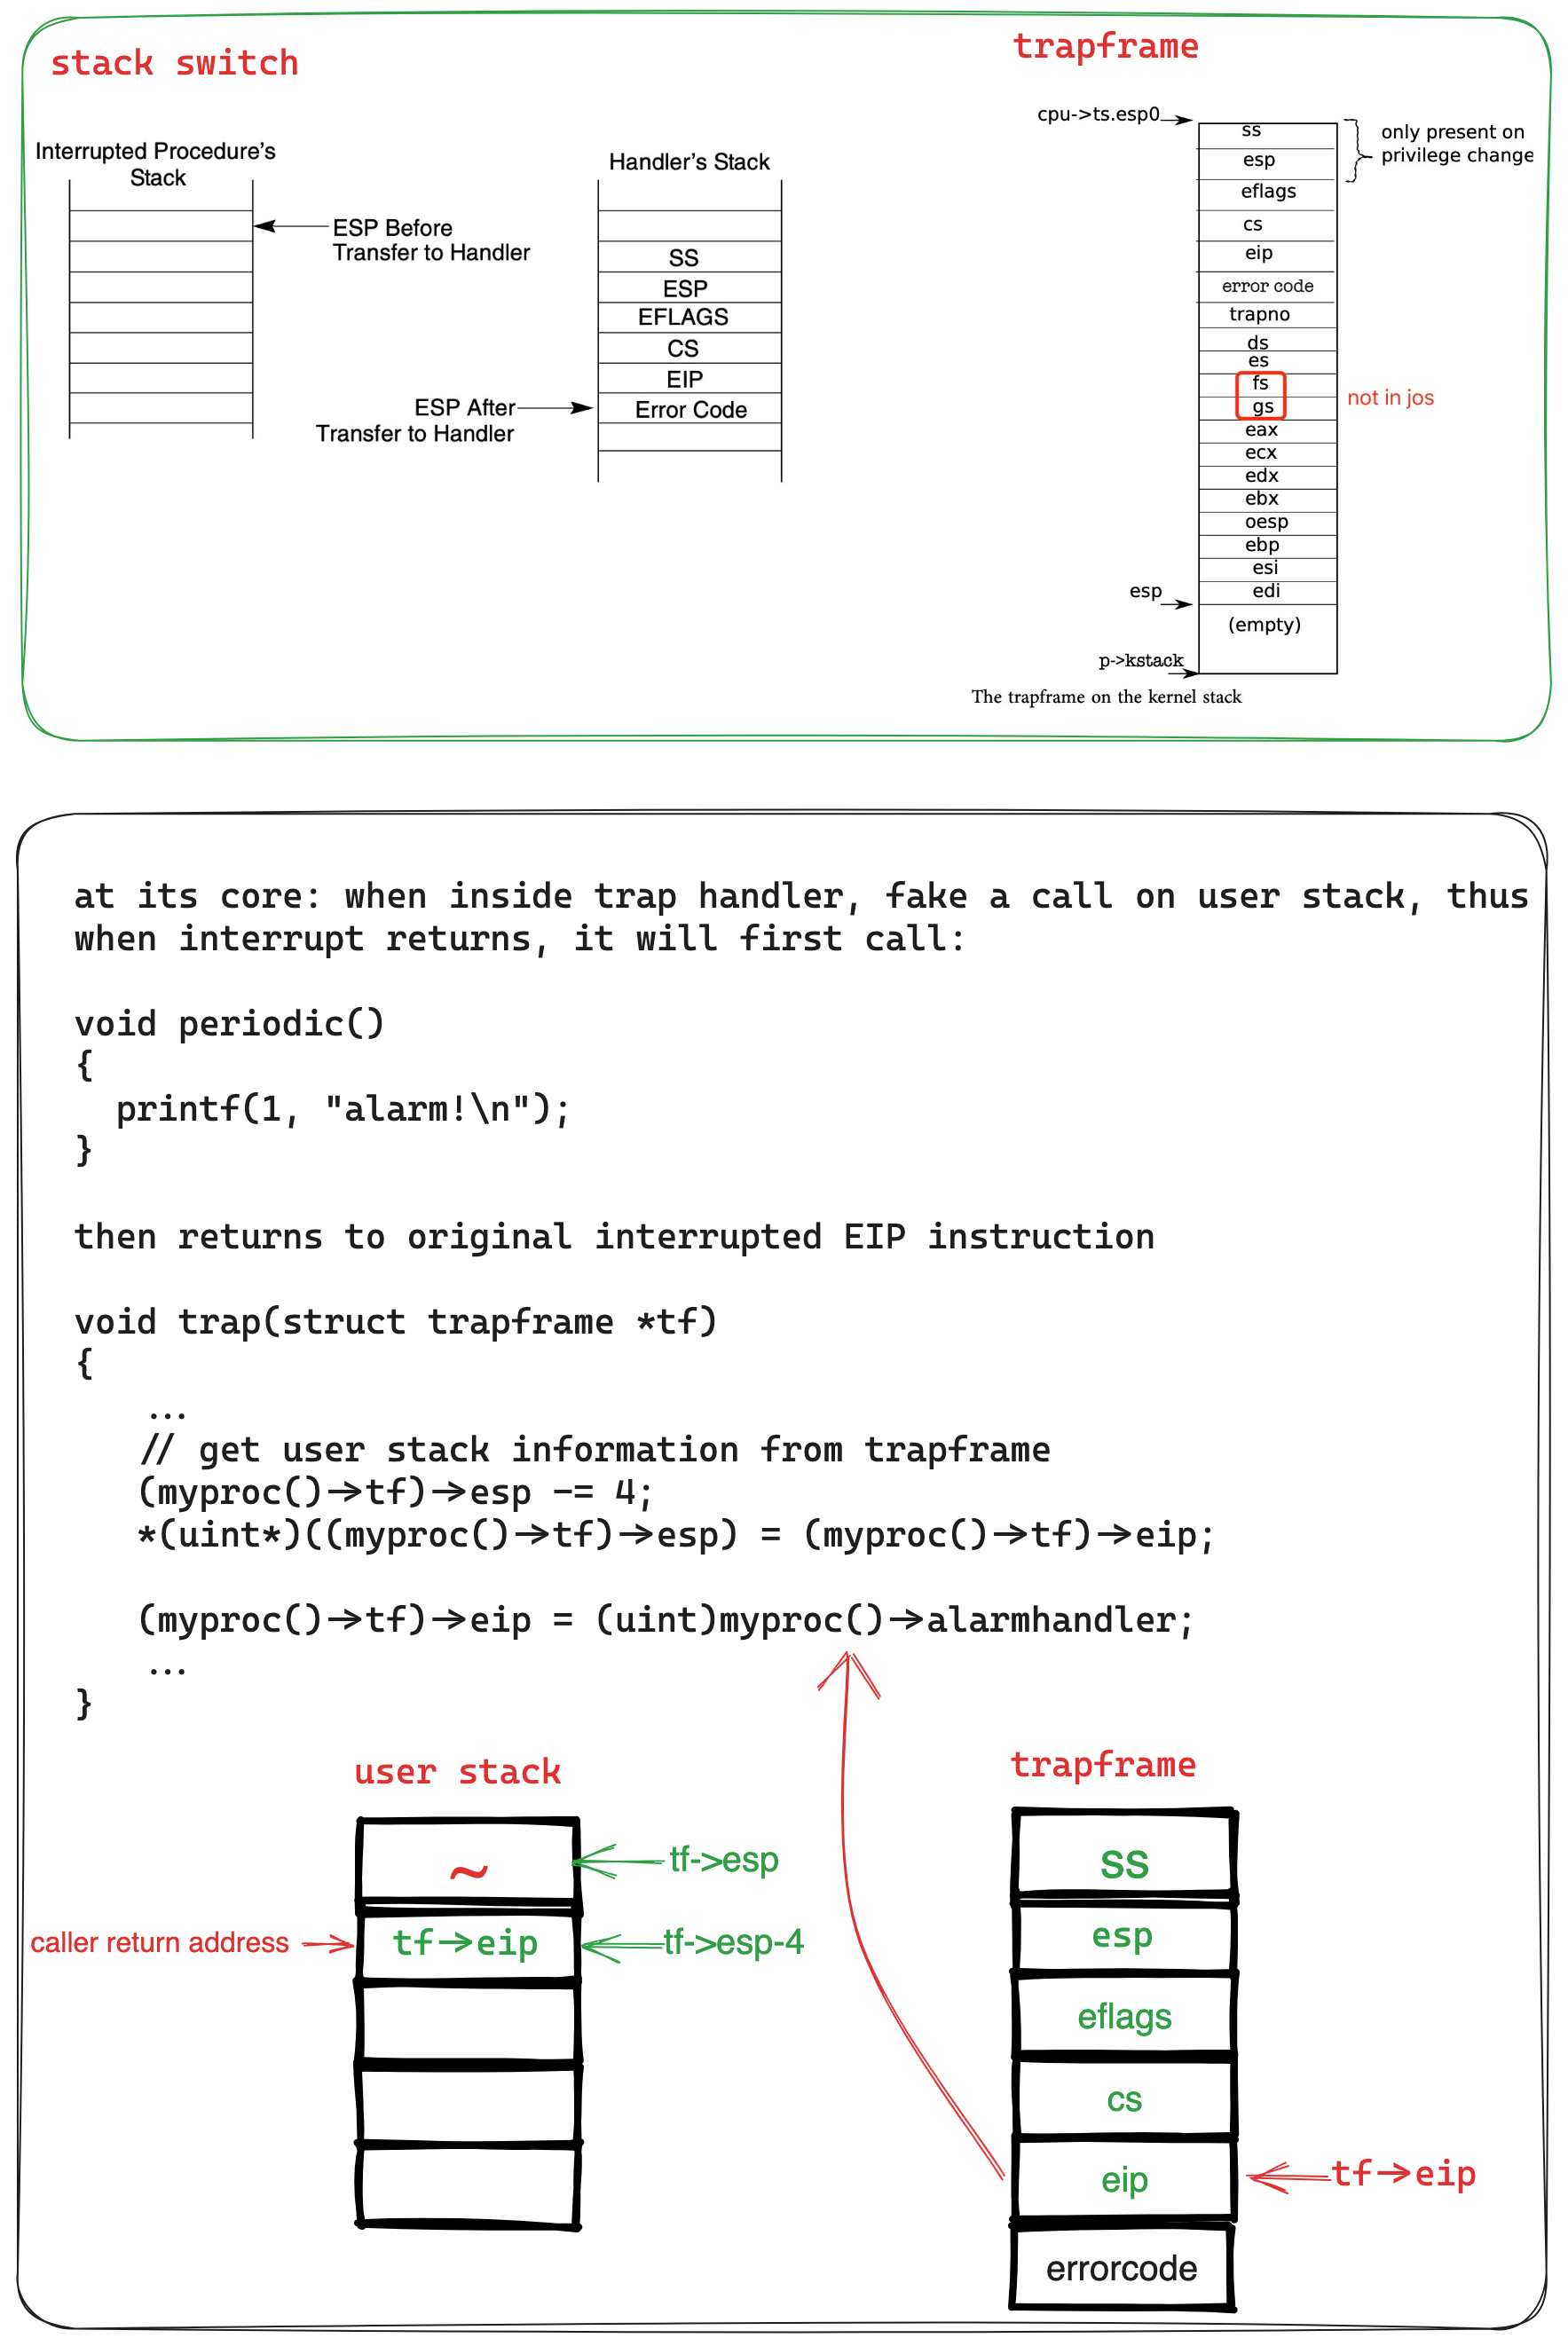 stack switch
trapframe
Interrupted Procedure's
Stack
ESP Before
Transfer to Handler
ESP After
Transfer to Handler
Handler's Stack
SS
ESP
EFLAGS
CS
EIP
Error Code
cpu->ts.esp0
ss
esp
only present on
privilege change
eflags
cs
eip
error code
trapno
ds
es
fs
gs
not in jos
eax
ecx
edx
ebx
oesp
ebp
esi
edi
esp
(empty)
p->kstack
The trapframe on the kernel stack
at its core: when inside trap handler, fake a call on user stack, thus
when interrupt returns, it will first call:
void periodic()
{
  printf(1, "alarm!\n");
}
then returns to original interrupted EIP instruction
void trap(struct trapframe *tf)
{
...
// get user stack information from trapframe
(myproc()->tf)->esp -= 4;
*(uint*)((myproc()->tf)->esp) = (myproc()->tf)->eip;
(myproc()->tf)->eip = (uint)myproc()->alarmhandler;
...
}
user stack
~
tf->esp
caller return address
tf->eip
tf->esp-4
trapframe
SS
esp
eflags
cs
eip
tf->eip
errorcode